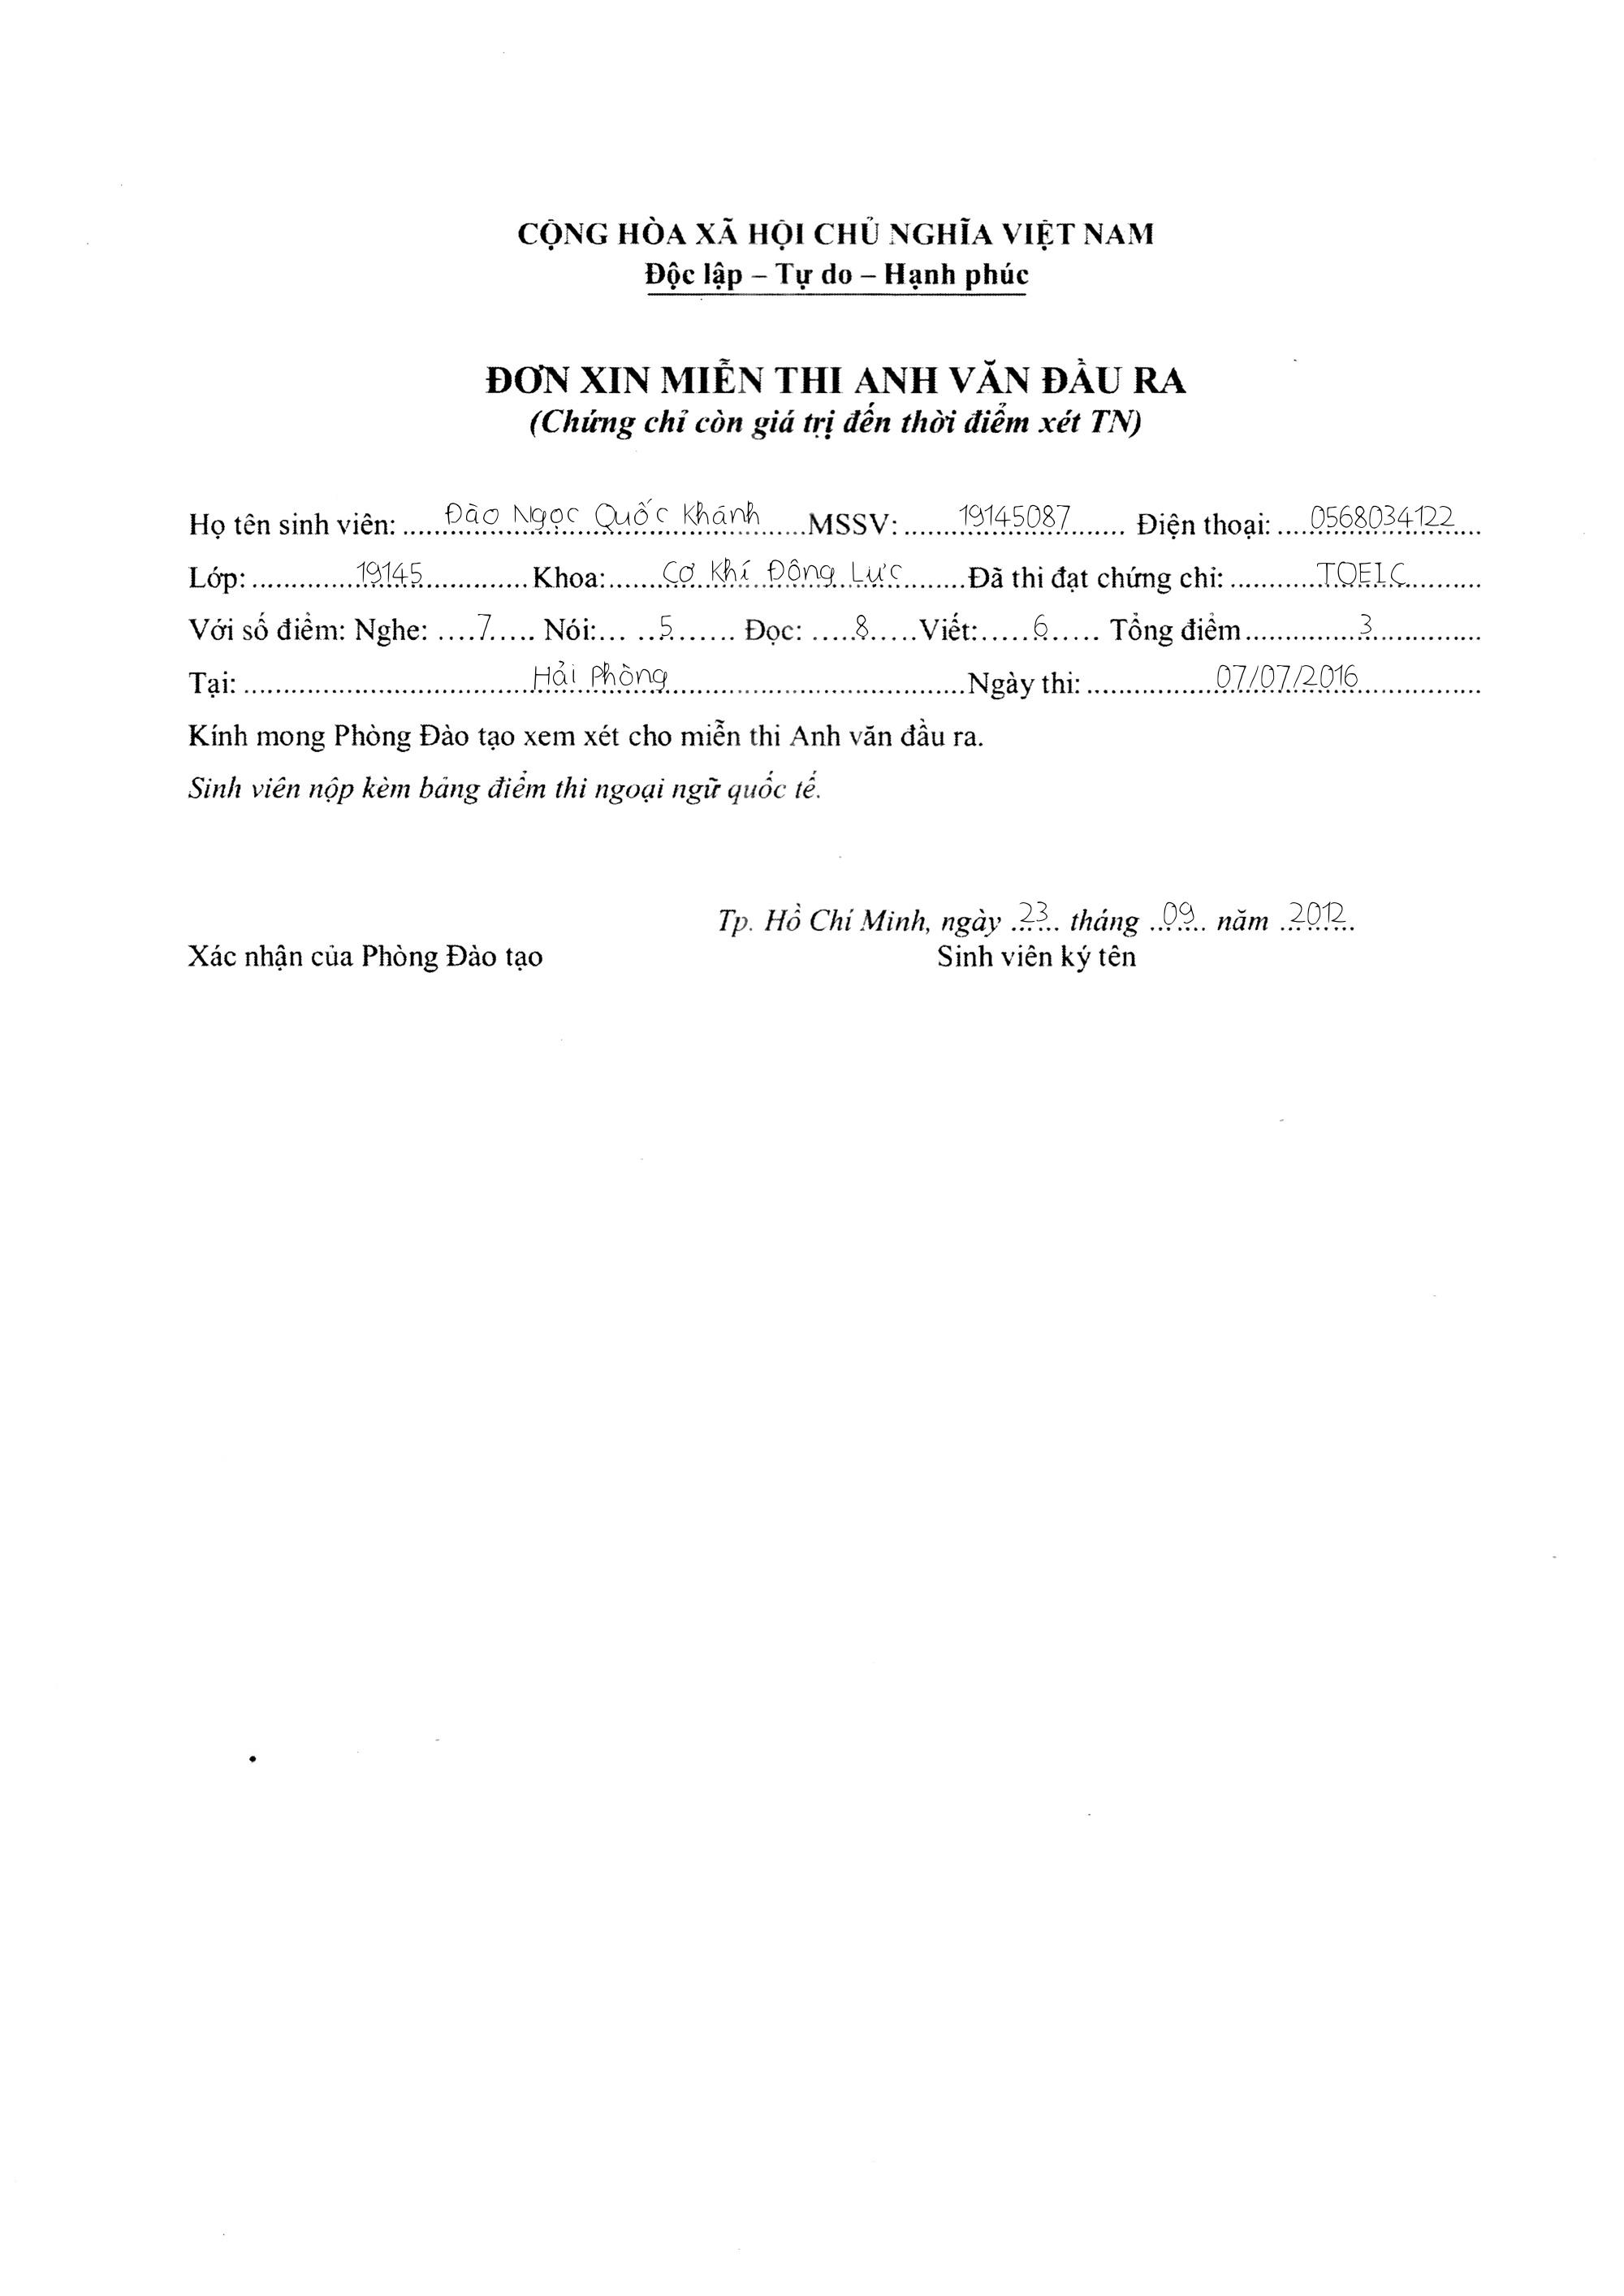 CỘNG HÒA XÃ HỘI CHỦ NGHĨA VIỆT NAM
Độc lập – Tự do – Hạnh phúc
ĐƠN XIN MIỄN THI ANH VĂN ĐẦU RA
(Chứng chỉ còn giá trị đến thời điểm xét TN)
Họ tên sinh viên: Đào Ngọc Quốc Khánh MSSV: 19145087 Điện thoại: 0568034122
Lớp: 19145 Khoa: Cơ Khí Động Lực Đã thi đạt chứng chỉ: TOEIC
Với số điểm: Nghe: 7 Nói: 5 Đọc: 8 Viết: 6 Tổng điểm 3
Tại: Hải Phòng Ngày thi: 07/07/2016
Kính mong Phòng Đào tạo xem xét cho miễn thi Anh văn đầu ra.
Sinh viên nộp kèm bảng điểm thi ngoại ngữ quốc tế.
Tp. Hồ Chí Minh, ngày 23 tháng 09 năm 2012
Xác nhận của Phòng Đào tạo Sinh viên ký tên